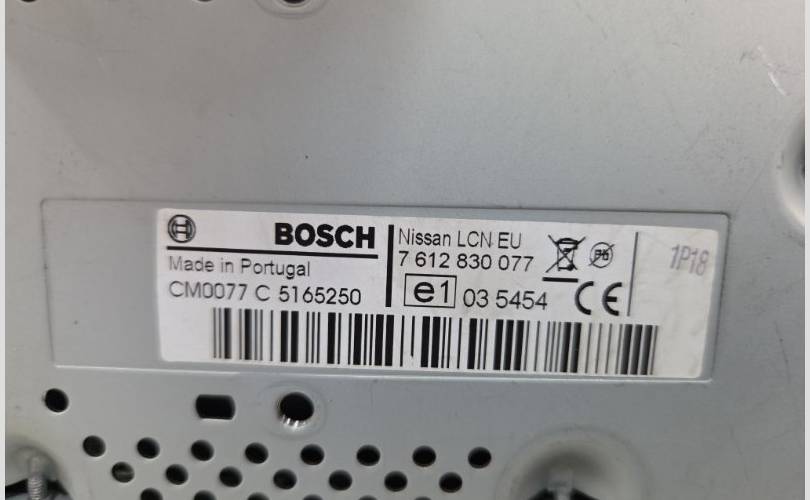 BOSCH
Made in Portugal
CM0077 C 5165250
Nissan LCN EU
7 612 830 077
e1 03 5454
CE
1P18